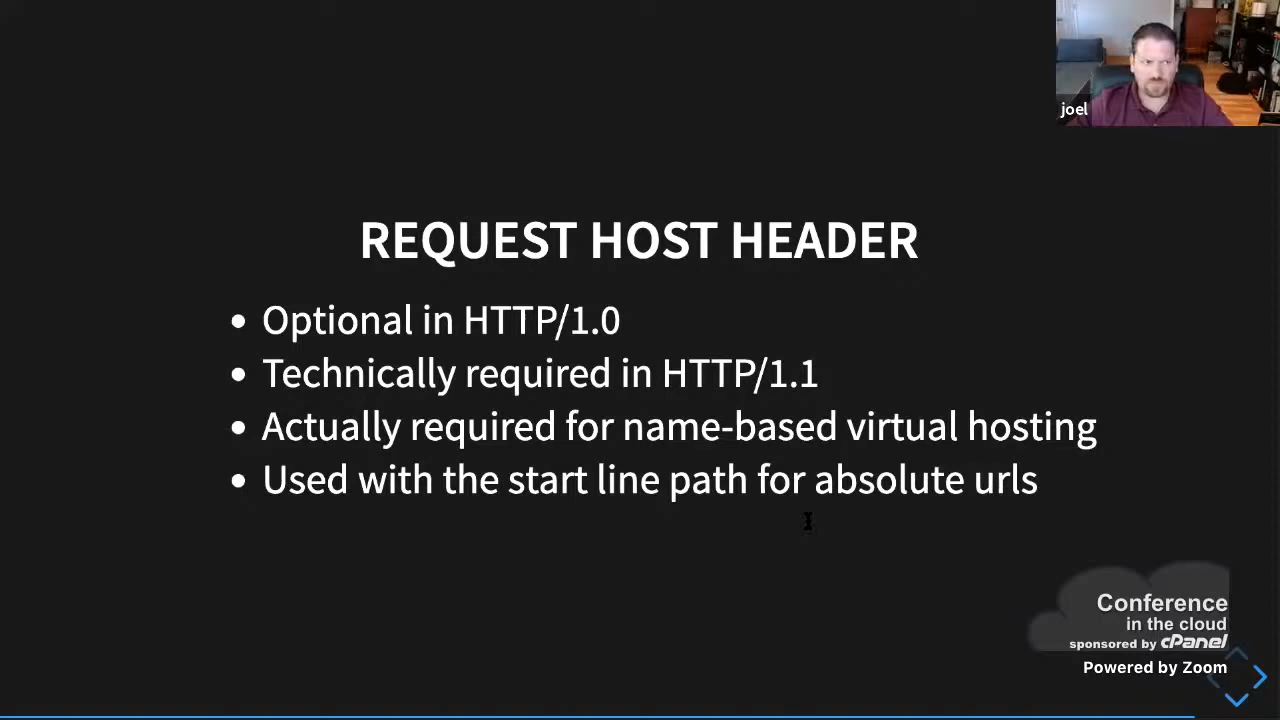 joel
REQUEST HOST HEADER
• Optional in HTTP/1.0
• Technically required in HTTP/1.1
• Actually required for name-based virtual hosting
• Used with the start line path for absolute urls
Conference
in the cloud
sponsored by cPanel
Powered by Zoom